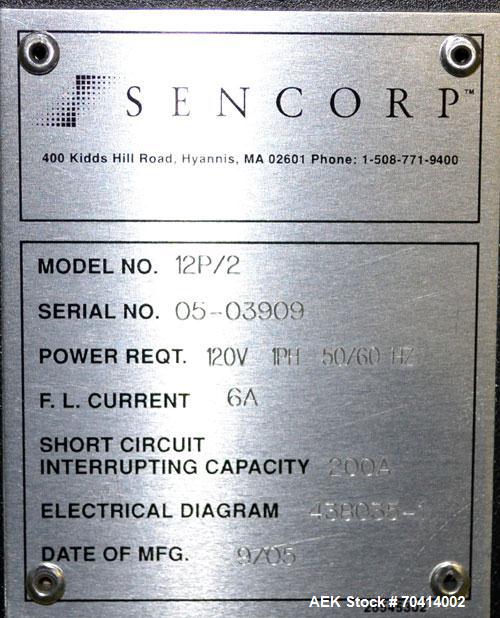 SENCORP™
400 Kidds Hill Road, Hyannis, MA 02601 Phone: 1-508-771-9400
MODEL NO. 12P/2
SERIAL NO. 05-03909
POWER REQT. 120V 1PH 50/60 HZ
F. L. CURRENT 6A
SHORT CIRCUIT
INTERRUPTING CAPACITY 200A
ELECTRICAL DIAGRAM
DATE OF MFG. 9/05
AEK Stock # 70414002